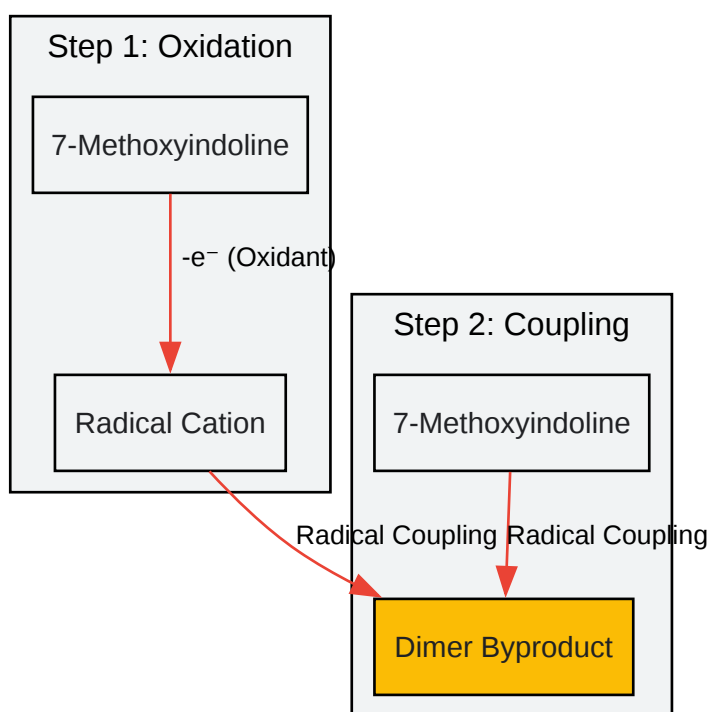 Step 1: Oxidation
7-Methoxyindoline
-e⁻ (Oxidant)
Radical Cation
Step 2: Coupling
7-Methoxyindoline
Radical Coupling
Radical Coupling
Dimer Byproduct